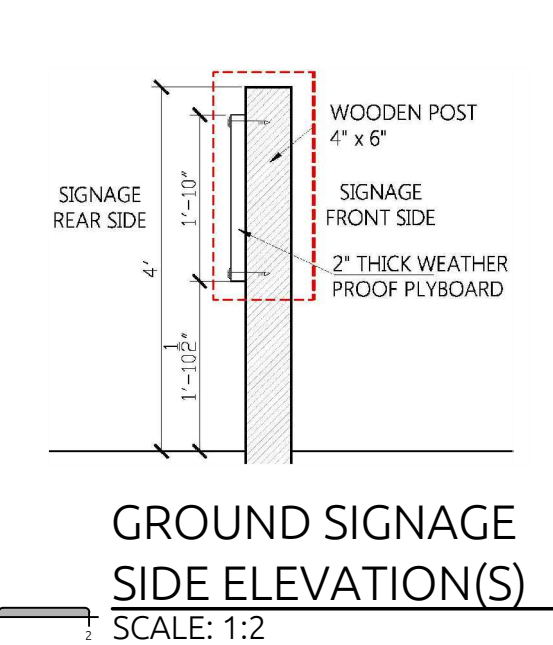 WOODEN POST
4" x 6"
SIGNAGE
REAR SIDE
1'-10"
SIGNAGE
FRONT SIDE
4'
2" THICK WEATHER
PROOF PLYBOARD
1'-10 1/2"
GROUND SIGNAGE
SIDE ELEVATION(S)
2
SCALE: 1:2